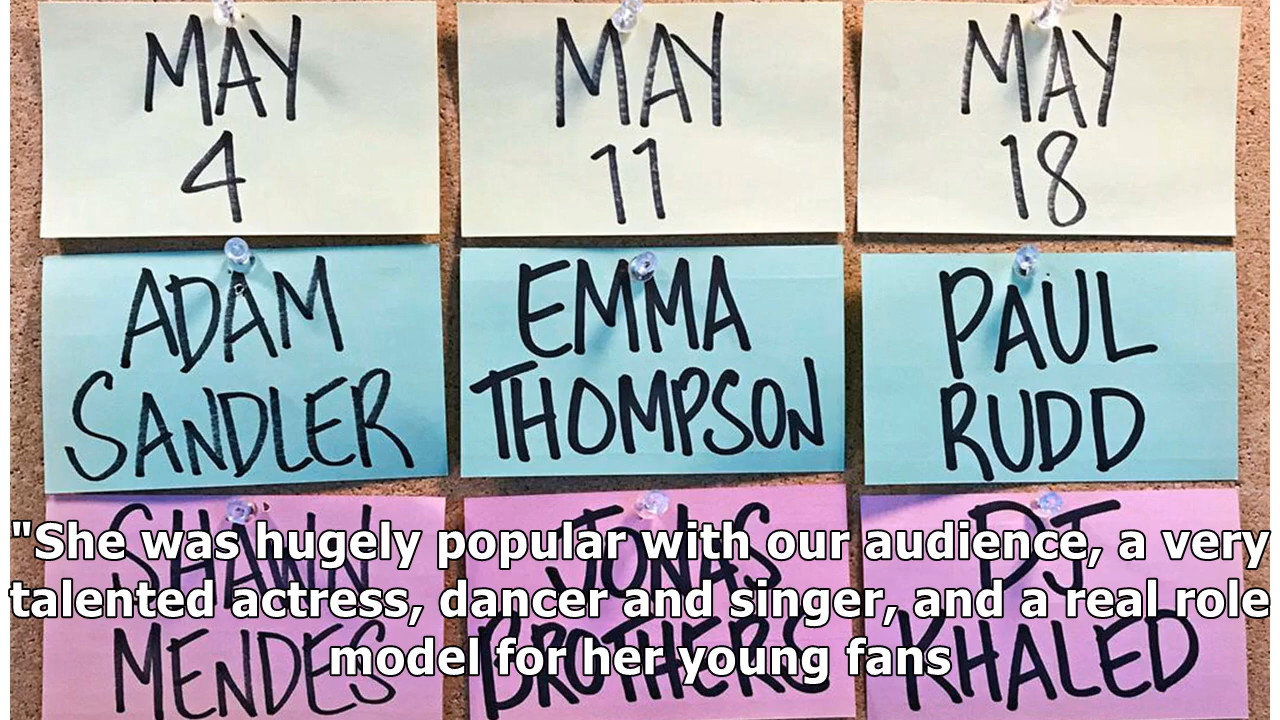 MAY
4
MAY
11
MAY
18
ADAM
SANDLER
EMMA
THOMPSON
PAUL
RUDD
SHAWN
MENDES
JONAS
BROTHERS
DJ
KHALED
"She was hugely popular with our audience, a very
talented actress, dancer and singer, and a real role
model for her young fans